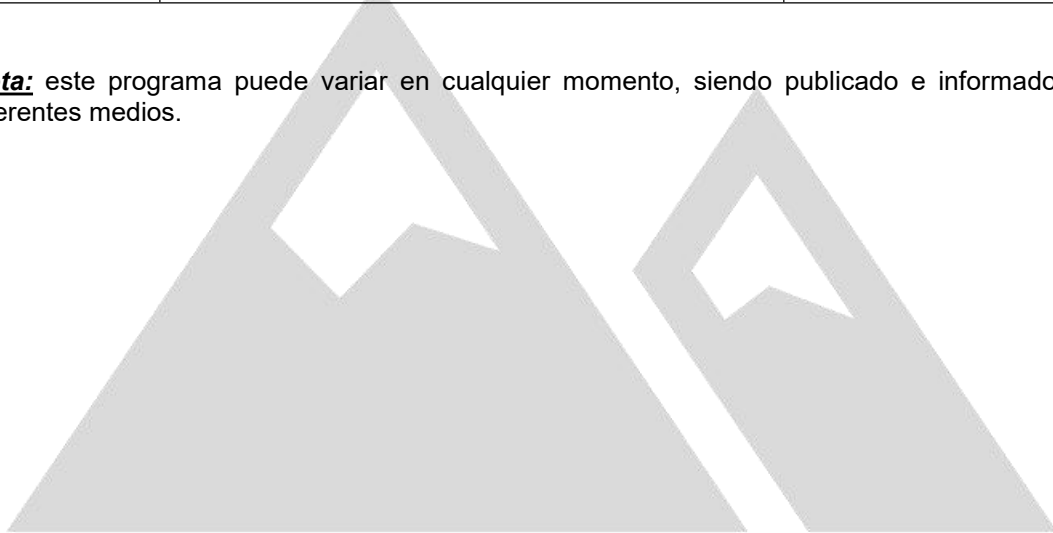 ta: este programa puede variar en cualquier momento, siendo publicado e informado
erentes medios.